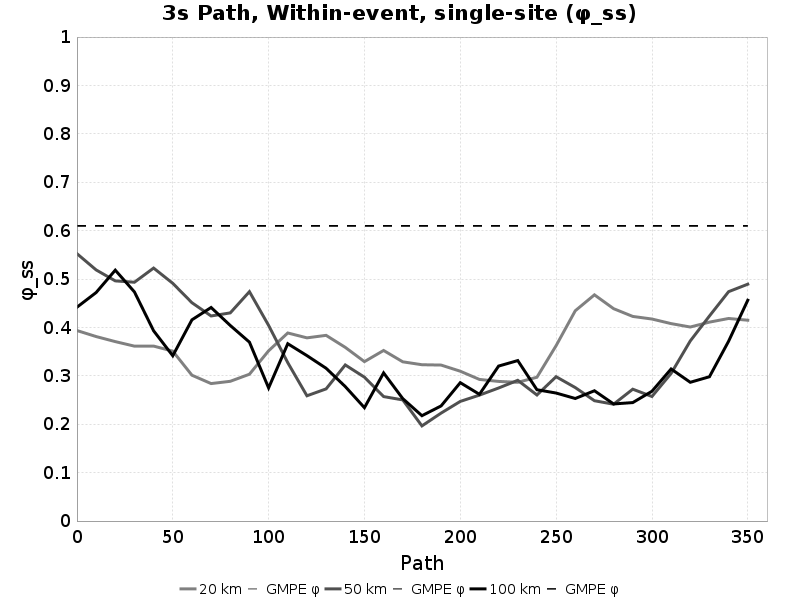 3s Path, Within-event, single-site (φ_ss)
1
0.9
0.8
0.7
0.6
0.5
0.4
0.3
0.2
0.1
0
φ_ss
0 50 100 150 200 250 300 350
Path
20 km GMPE φ 50 km GMPE φ 100 km GMPE φ